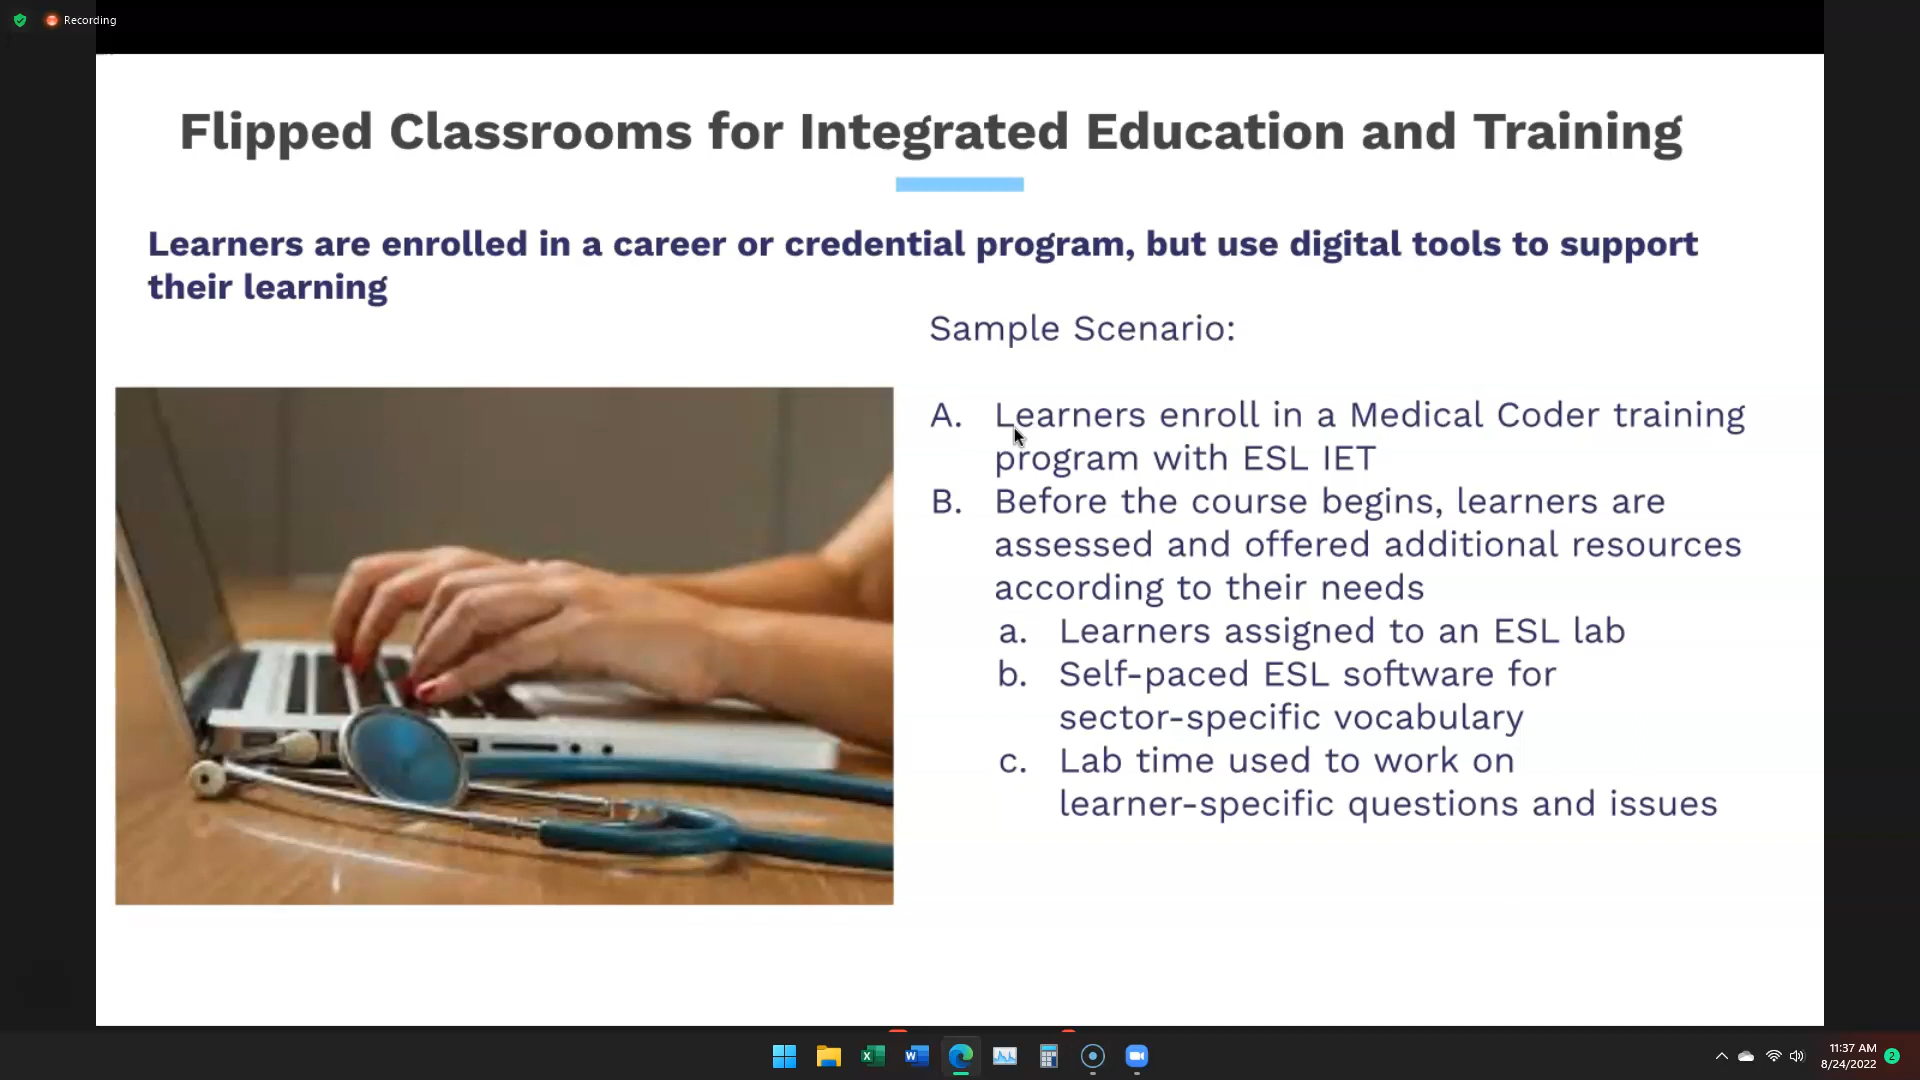 Recording
Flipped Classrooms for Integrated Education and Training
Learners are enrolled in a career or credential program, but use digital tools to support
their learning
Sample Scenario:
A. Learners enroll in a Medical Coder training
program with ESL IET
B. Before the course begins, learners are
assessed and offered additional resources
according to their needs
a. Learners assigned to an ESL lab
b. Self-paced ESL software for
sector-specific vocabulary
c. Lab time used to work on
learner-specific questions and issues
11:37 AM
8/24/2022
2